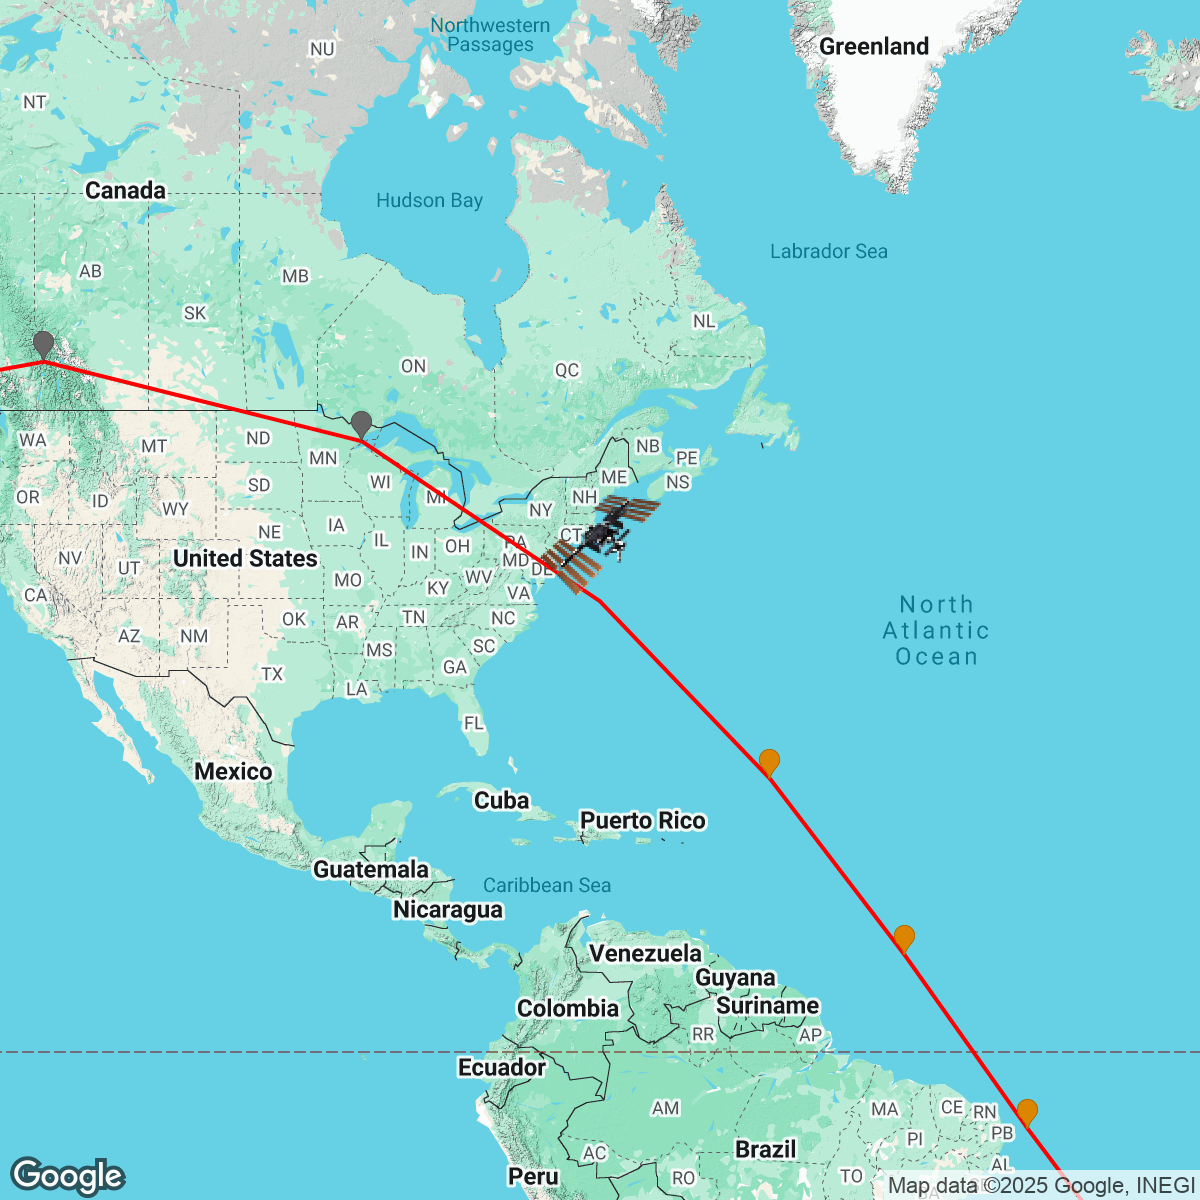 Northwestern
Passages
Greenland
NU
NT
Canada
Hudson Bay
Labrador Sea
AB
MB
SK
NL
ON
QC
WA
MT
ND
MN
NB
PE
ME
NS
OR
ID
WY
SD
WI
MI
NH
NY
CT
NV
UT
NE
IA
IL
IN
OH
PA
MD
DE
United States
CA
MO
KY
WV
VA
AZ
NM
OK
AR
TN
NC
MS
SC
GA
TX
LA
FL
North
Atlantic
Ocean
Mexico
Cuba
Puerto Rico
Guatemala
Caribbean Sea
Nicaragua
Venezuela
Guyana
Suriname
Colombia
RR
AP
Ecuador
AM
MA
CE
RN
PB
PI
AL
Brazil
AC
RO
TO
Peru
Google
Map data ©2025 Google, INEGI